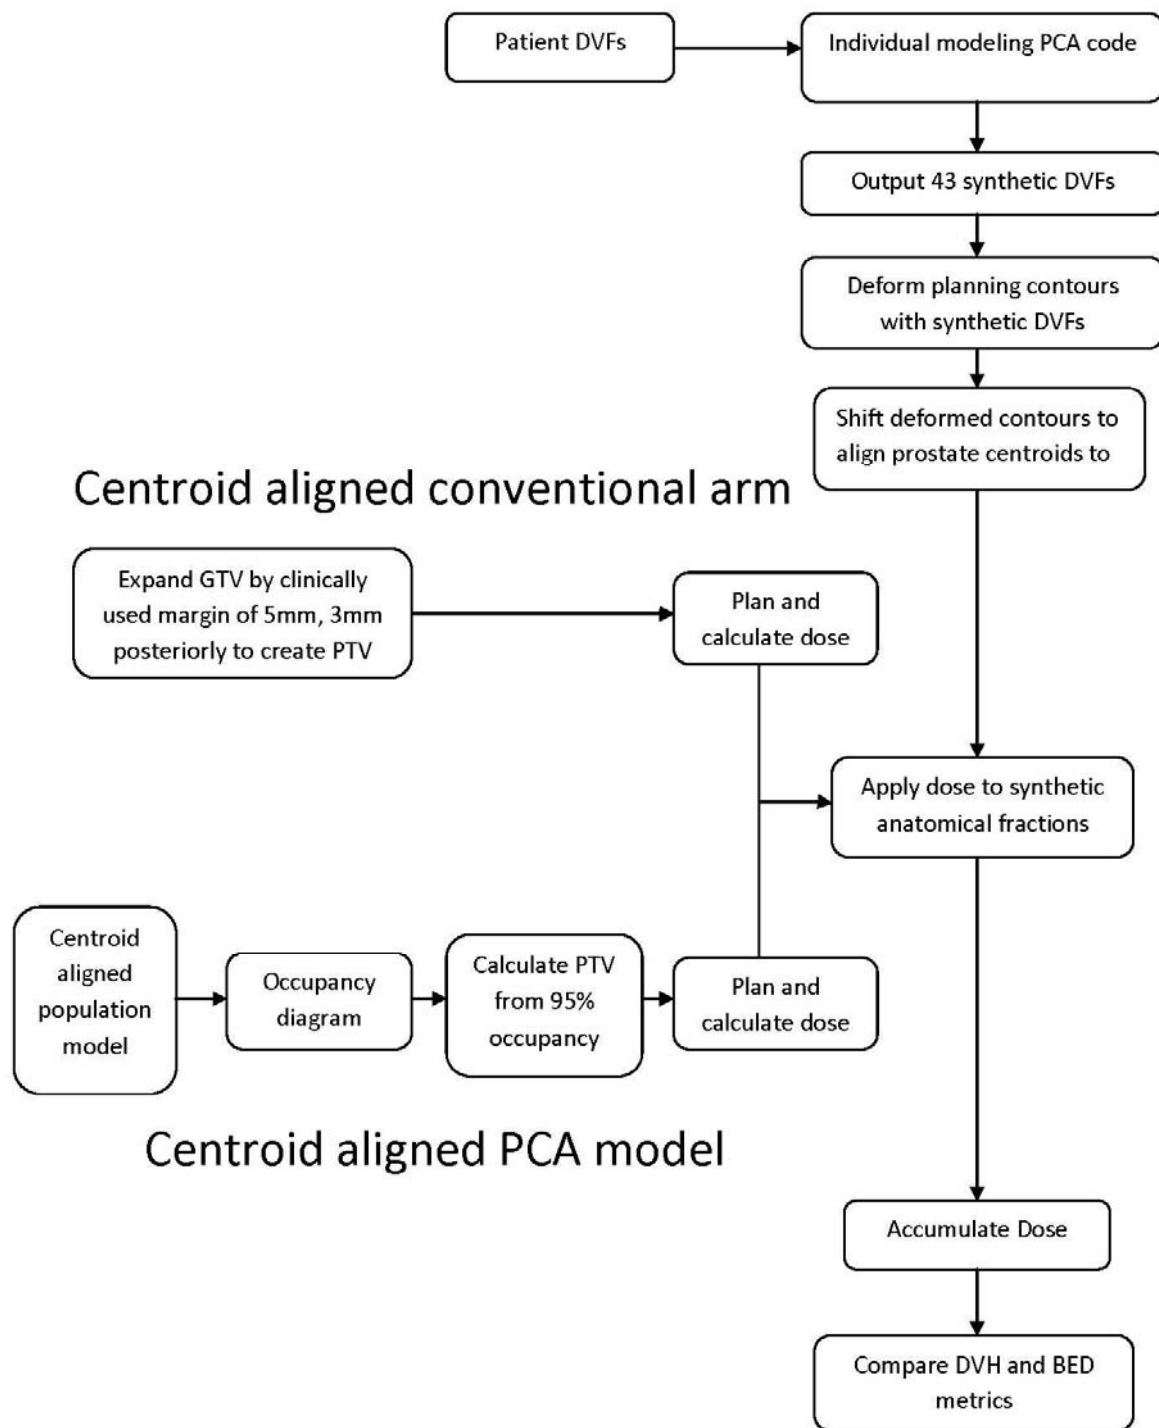 Patient DVFs
Individual modeling PCA code
Output 43 synthetic DVFs
Deform planning contours
with synthetic DVFs
Shift deformed contours to
align prostate centroids to
Centroid aligned conventional arm
Expand GTV by clinically
used margin of 5mm, 3mm
posteriorly to create PTV
Plan and
calculate dose
Apply dose to synthetic
anatomical fractions
Centroid
aligned
population
model
Occupancy
diagram
Calculate PTV
from 95%
occupancy
Plan and
calculate dose
Centroid aligned PCA model
Accumulate Dose
Compare DVH and BED
metrics